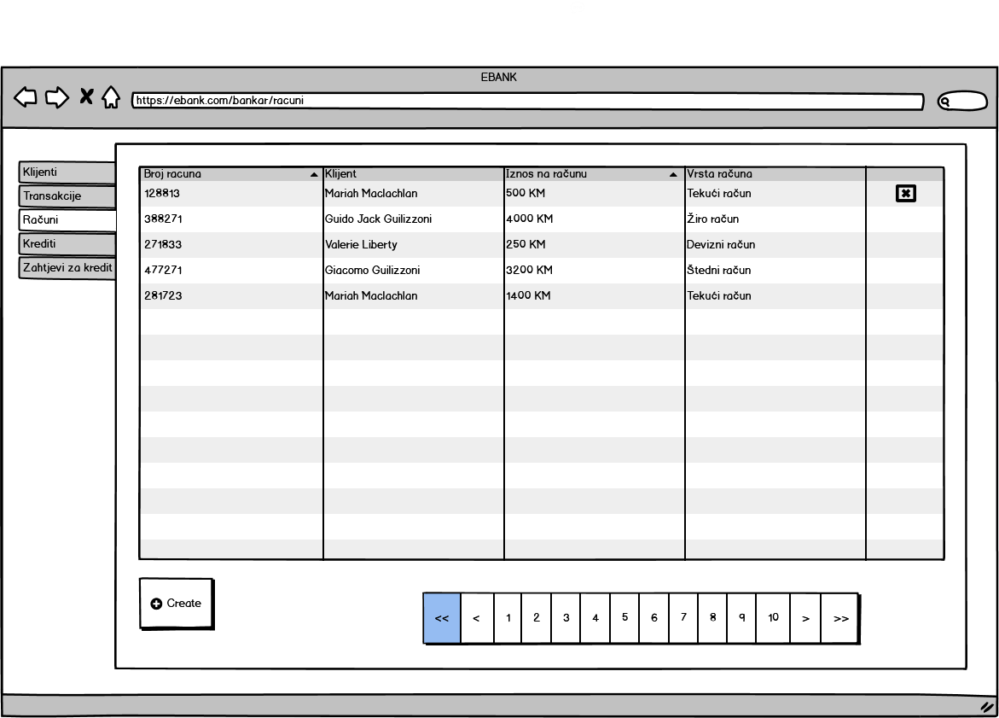 EBANK
https://ebank.com/bankar/racuni
Klijenti
Transakcije
Računi
Krediti
Zahtjevi za kredit
Broj racuna Klijent Iznos na računu Vrsta računa
128813 Mariah Maclachlan 500 KM Tekući račun
388271 Guido Jack Guilizzoni 4000 KM Žiro račun
271833 Valerie Liberty 250 KM Devizni račun
477271 Giacomo Guilizzoni 3200 KM Štedni račun
281723 Mariah Maclachlan 1400 KM Tekući račun
Create
<< < 1 2 3 4 5 6 7 8 9 10 > >>